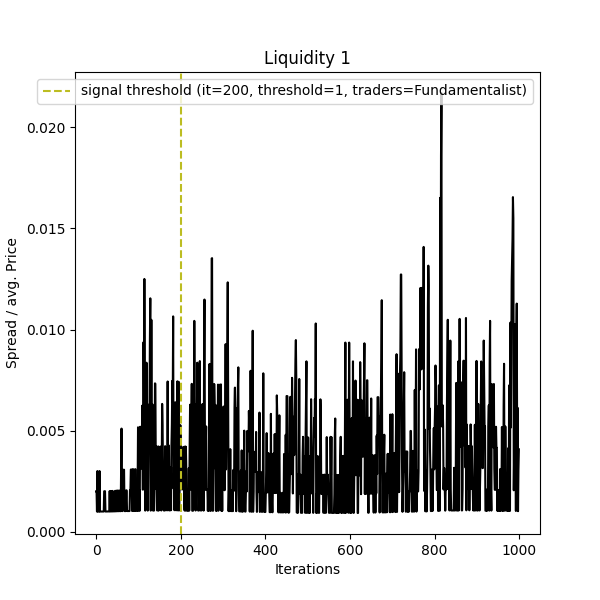 Liquidity 1
signal threshold (it=200, threshold=1, traders=Fundamentalist)
0.020
0.015
0.010
0.005
0.000
Spread / avg. Price
0 200 400 600 800 1000
Iterations